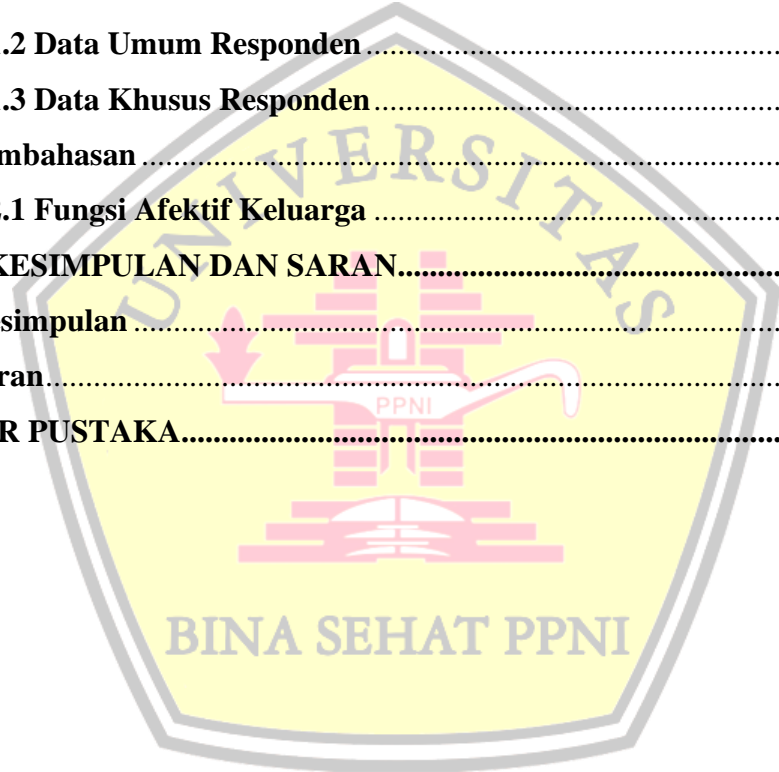 .2 Data Umum Responden
.3 Data Khusus Responden
mbahasan
.1 Fungsi Afektif Keluarga
KESIMPULAN DAN SARAN
simpulan
ran
R PUSTAKA
UNIVERSITAS
PPNI
BINA SEHAT PPNI